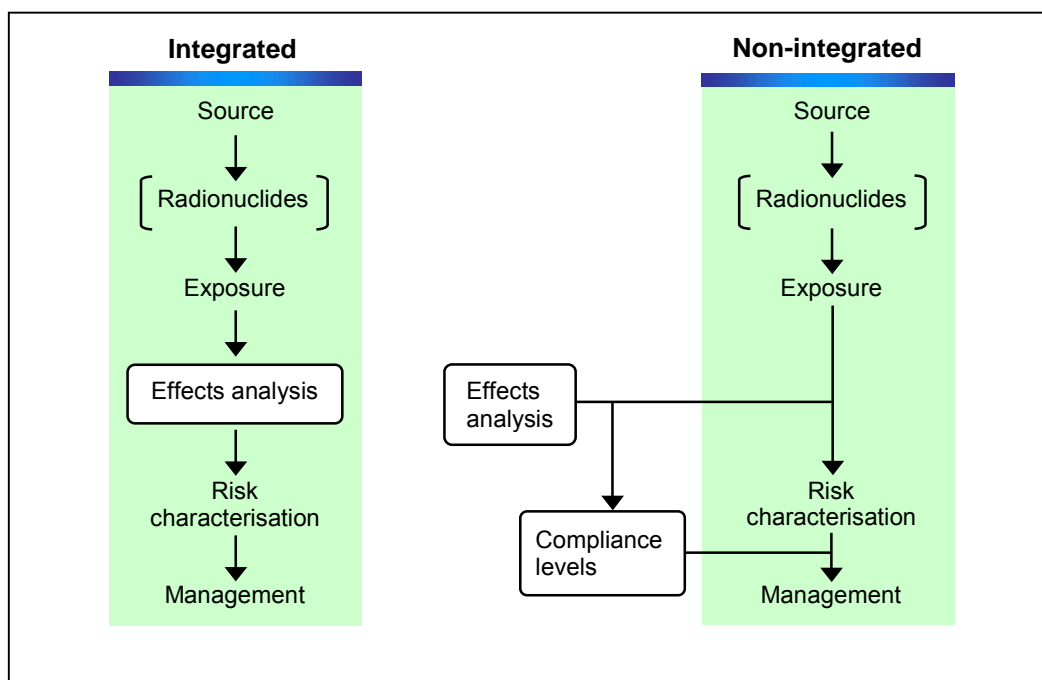 Integrated
Source
Radionuclides
Exposure
Effects analysis
Risk
characterisation
Management
Non-integrated
Source
Radionuclides
Exposure
Effects
analysis
Compliance
levels
Risk
characterisation
Management